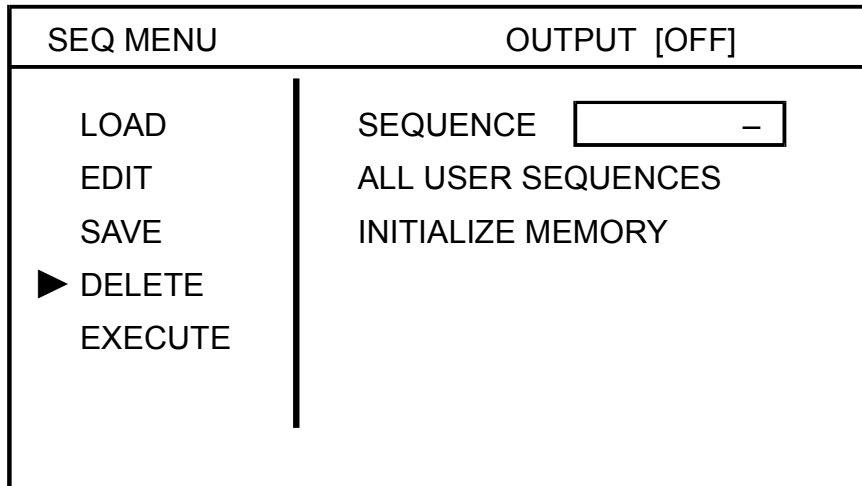 SEQ MENU OUTPUT [OFF]
LOAD
EDIT
SAVE
▶ DELETE
EXECUTE
SEQUENCE –
ALL USER SEQUENCES
INITIALIZE MEMORY